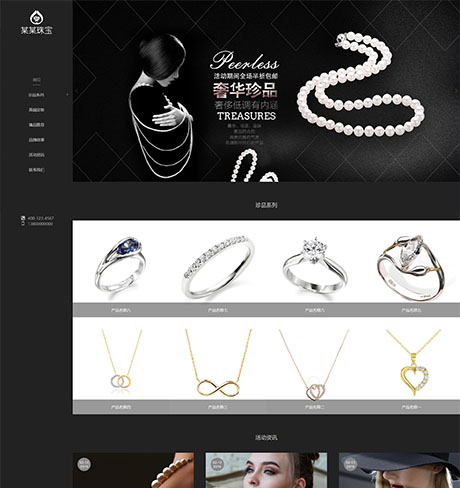 某某珠宝
首页
珍品系列
高级定制
精品推荐
品牌故事
活动资讯
联系我们
400-123-4567
13800000000
Peerless
活动期间全场半折包邮
奢华珍品
奢侈低调有内涵
TREASURES
珍品系列
产品名称八
产品名称七
产品名称六
产品名称五
产品名称四
产品名称三
产品名称二
产品名称一
活动资讯